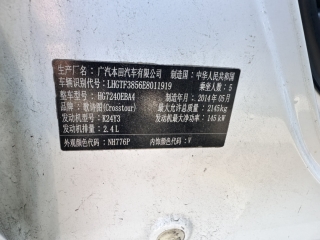 生产厂名：广汽本田汽车有限公司 制造国：中华人民共和国
车辆识别代号：LHGTF3856E8011919 乘坐人数：5
整车型号：HG7240EBA4 制造年月：2014年05月
品牌：歌诗图(Crosstour) 最大允许总质量：2145kg
发动机型号：K24Y3 发动机最大净功率：145kW
发动机排量：2.4L
外观颜色代码：NH776P 内饰颜色代号：V